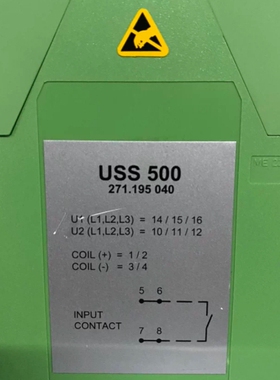 USS 500
271.195 040
U1 (L1,L2,L3) = 14 / 15 / 16
U2 (L1,L2,L3) = 10 / 11 / 12
COIL (+) = 1 / 2
COIL (-) = 3 / 4
5 6
INPUT
CONTACT
7 8